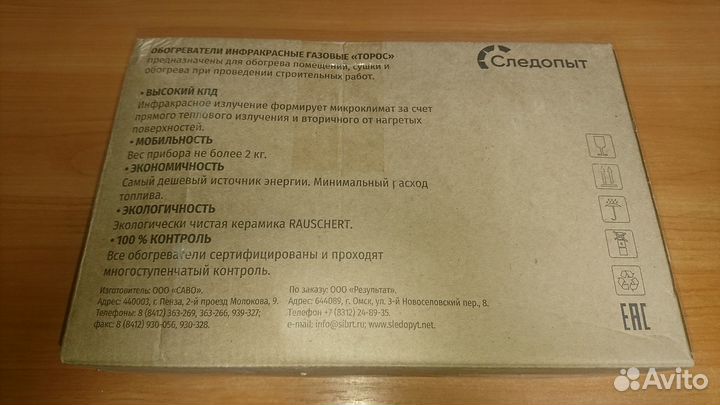 ОБОГРЕВАТЕЛИ ИНФРАКРАСНЫЕ ГАЗОВЫЕ «ТОРОС»
предназначены для обогрева помещений, сушки и
обогрева при проведении строительных работ.
Следопыт
• ВЫСОКИЙ КПД
Инфракрасное излучение формирует микроклимат за счет
прямого теплового излучения и вторичного от нагретых
поверхностей.
• МОБИЛЬНОСТЬ
Вес прибора не более 2 кг.
• ЭКОНОМИЧНОСТЬ
Самый дешевый источник энергии. Минимальный расход
топлива.
• ЭКОЛОГИЧНОСТЬ
Экологически чистая керамика RAUSCHERT.
• 100 % КОНТРОЛЬ
Все обогреватели сертифицированы и проходят
многоступенчатый контроль.
Изготовитель: ООО «САВО».
Адрес: 440003, г. Пенза, 2-й проезд Молокова, 9.
Телефоны: 8 (8412) 363-269, 363-266, 939-327;
факс: 8 (8412) 930-056, 930-328.
По заказу: ООО «Результат».
Адрес: 644089, г. Омск, ул. 3-й Новоселовский пер., 8.
Телефон +7 (8312) 24-89-35.
e-mail: info@sibrt.ru; www.sledopyt.net.
EAC
Avito